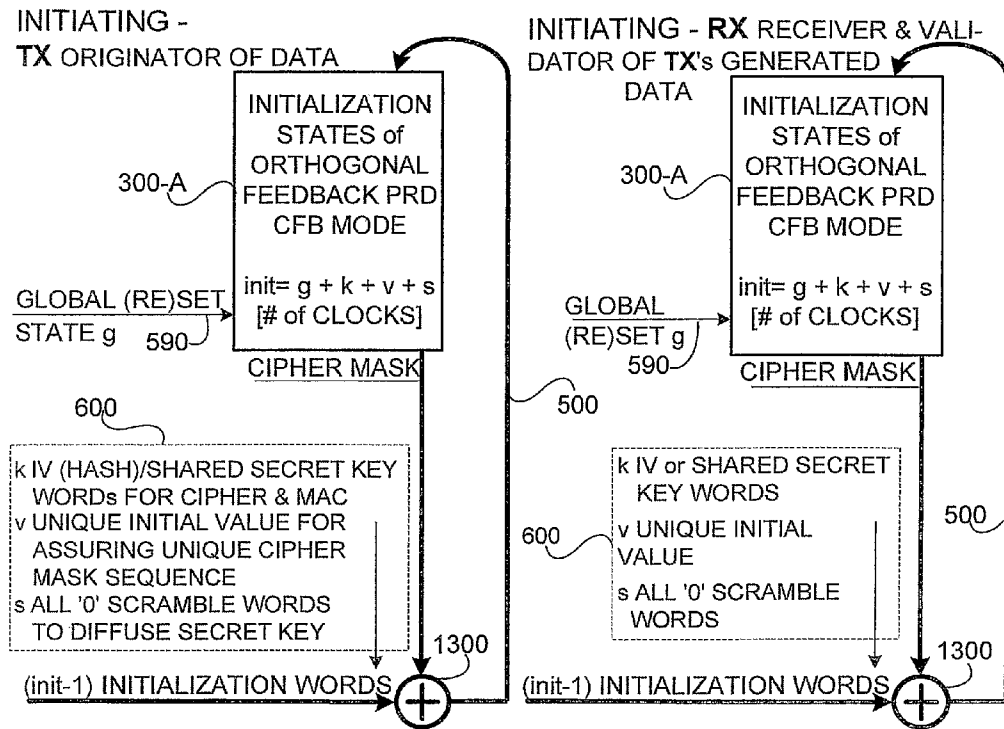 INITIATING -
TX ORIGINATOR OF DATA
INITIALIZATION
STATES of
ORTHOGONAL
FEEDBACK PRD
CFB MODE
init= g + k + v + s
[# of CLOCKS]
300-A
GLOBAL (RE)SET
STATE g
590
CIPHER MASK
500
600
k IV (HASH)/SHARED SECRET KEY
WORDs FOR CIPHER & MAC
v UNIQUE INITIAL VALUE FOR
ASSURING UNIQUE CIPHER
MASK SEQUENCE
s ALL '0' SCRAMBLE WORDS
TO DIFFUSE SECRET KEY
1300
(init-1) INITIALIZATION WORDS
INITIATING - RX RECEIVER & VALI-
DATOR OF TX's GENERATED
DATA
INITIALIZATION
STATES of
ORTHOGONAL
FEEDBACK PRD
CFB MODE
init= g + k + v + s
[# of CLOCKS]
300-A
GLOBAL
(RE)SET g
590
CIPHER MASK
500
600
k IV or SHARED SECRET
KEY WORDS
v UNIQUE INITIAL
VALUE
s ALL '0' SCRAMBLE
WORDS
1300
(init-1) INITIALIZATION WORDS